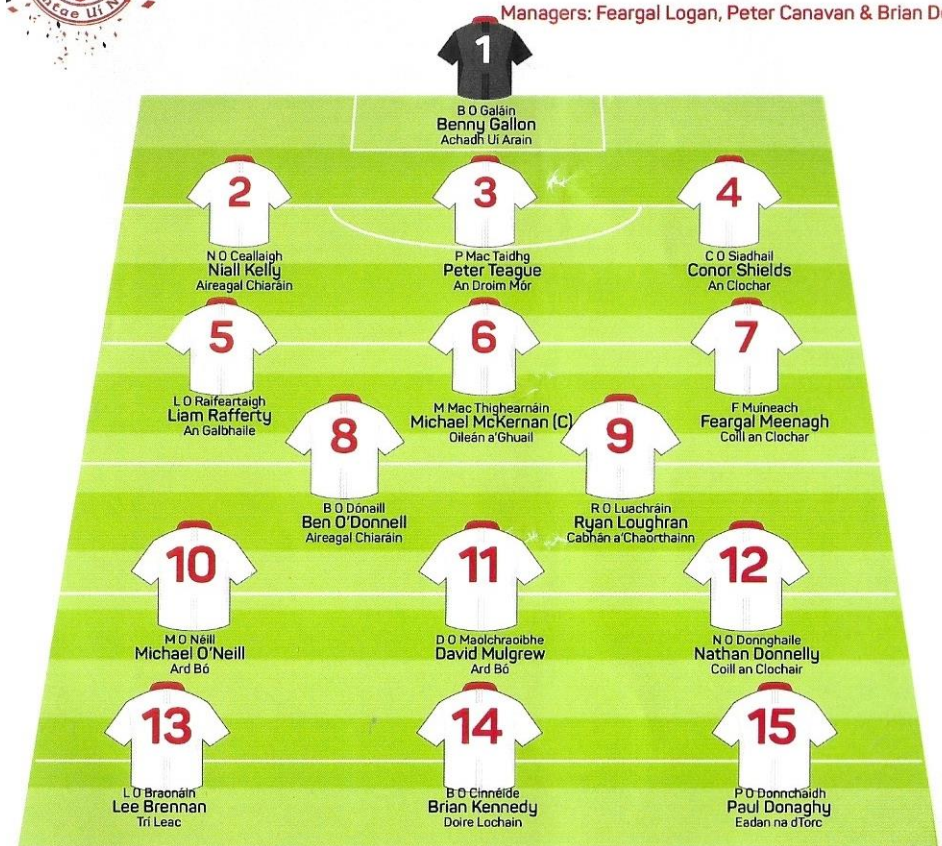 ntae Uí N
Managers: Feargal Logan, Peter Canavan & Brian D
1
B O Galáin
Benny Gallon
Achadh Uí Arain
2
3
4
N O Ceallaigh
Niall Kelly
Aireagal Chiaráin
P Mac Taidhg
Peter Teague
An Droim Mór
C O Siadhail
Conor Shields
An Clochar
5
6
7
L O Raifeartaigh
Liam Rafferty
An Galbhaile
M Mac Thighearnáin
Michael McKernan (C)
Oileán a'Ghuail
F Muineach
Feargal Meenagh
Coill an Clochar
8
9
B O Dónaill
Ben O'Donnell
Aireagal Chiaráin
R O Luachráin
Ryan Loughran
Cabhán a'Chaorthainn
10
11
12
M O Néill
Michael O'Neill
Ard Bó
D O Maolchraoibhe
David Mulgrew
Ard Bó
N O Donnghaile
Nathan Donnelly
Coill an Clochair
13
14
15
L O Braonáin
Lee Brennan
Trí Leac
B O Cinnéide
Brian Kennedy
Doire Lochain
P O Donnchaidh
Paul Donaghy
Eadan na dTorc